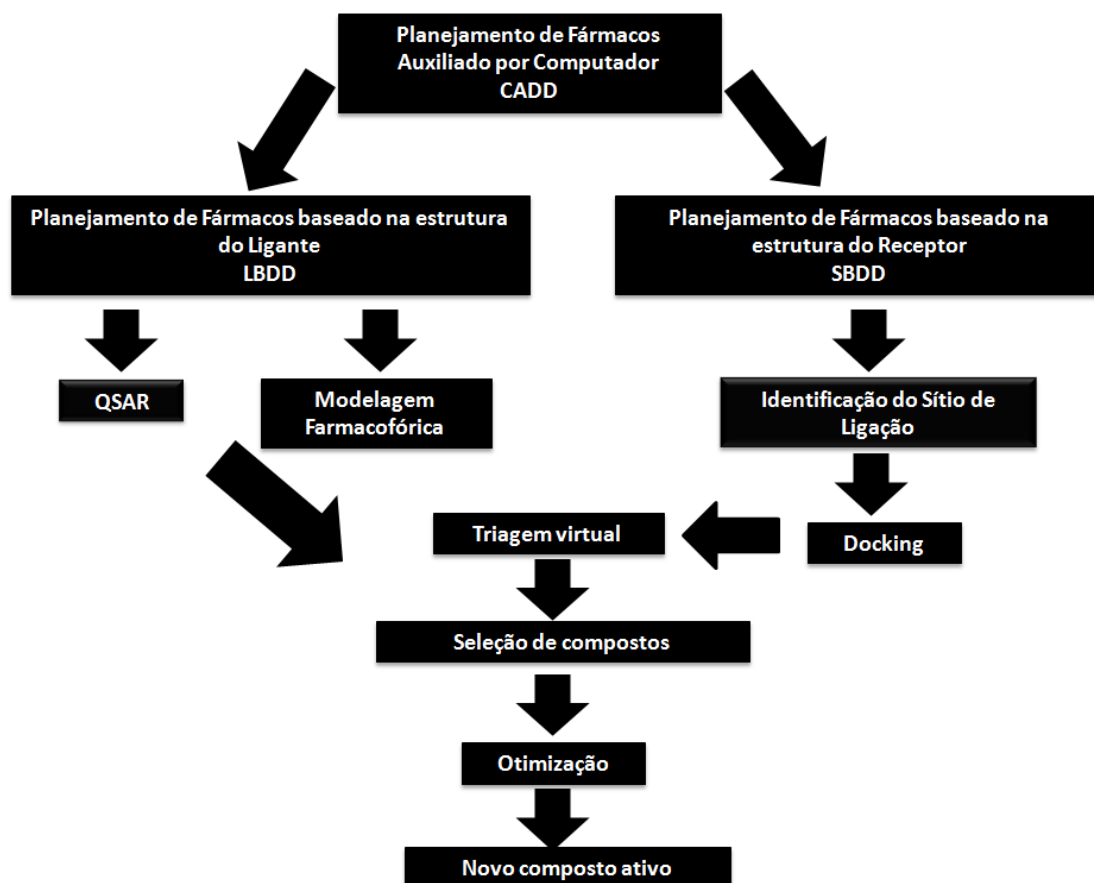 Planejamento de Fármacos
Auxiliado por Computador
CADD
Planejamento de Fármacos baseado na estrutura
do Ligante
LBDD
Planejamento de Fármacos baseado na
estrutura do Receptor
SBDD
QSAR
Modelagem
Farmacofórica
Identificação do Sítio de
Ligação
Triagem virtual
Docking
Seleção de compostos
Otimização
Novo composto ativo